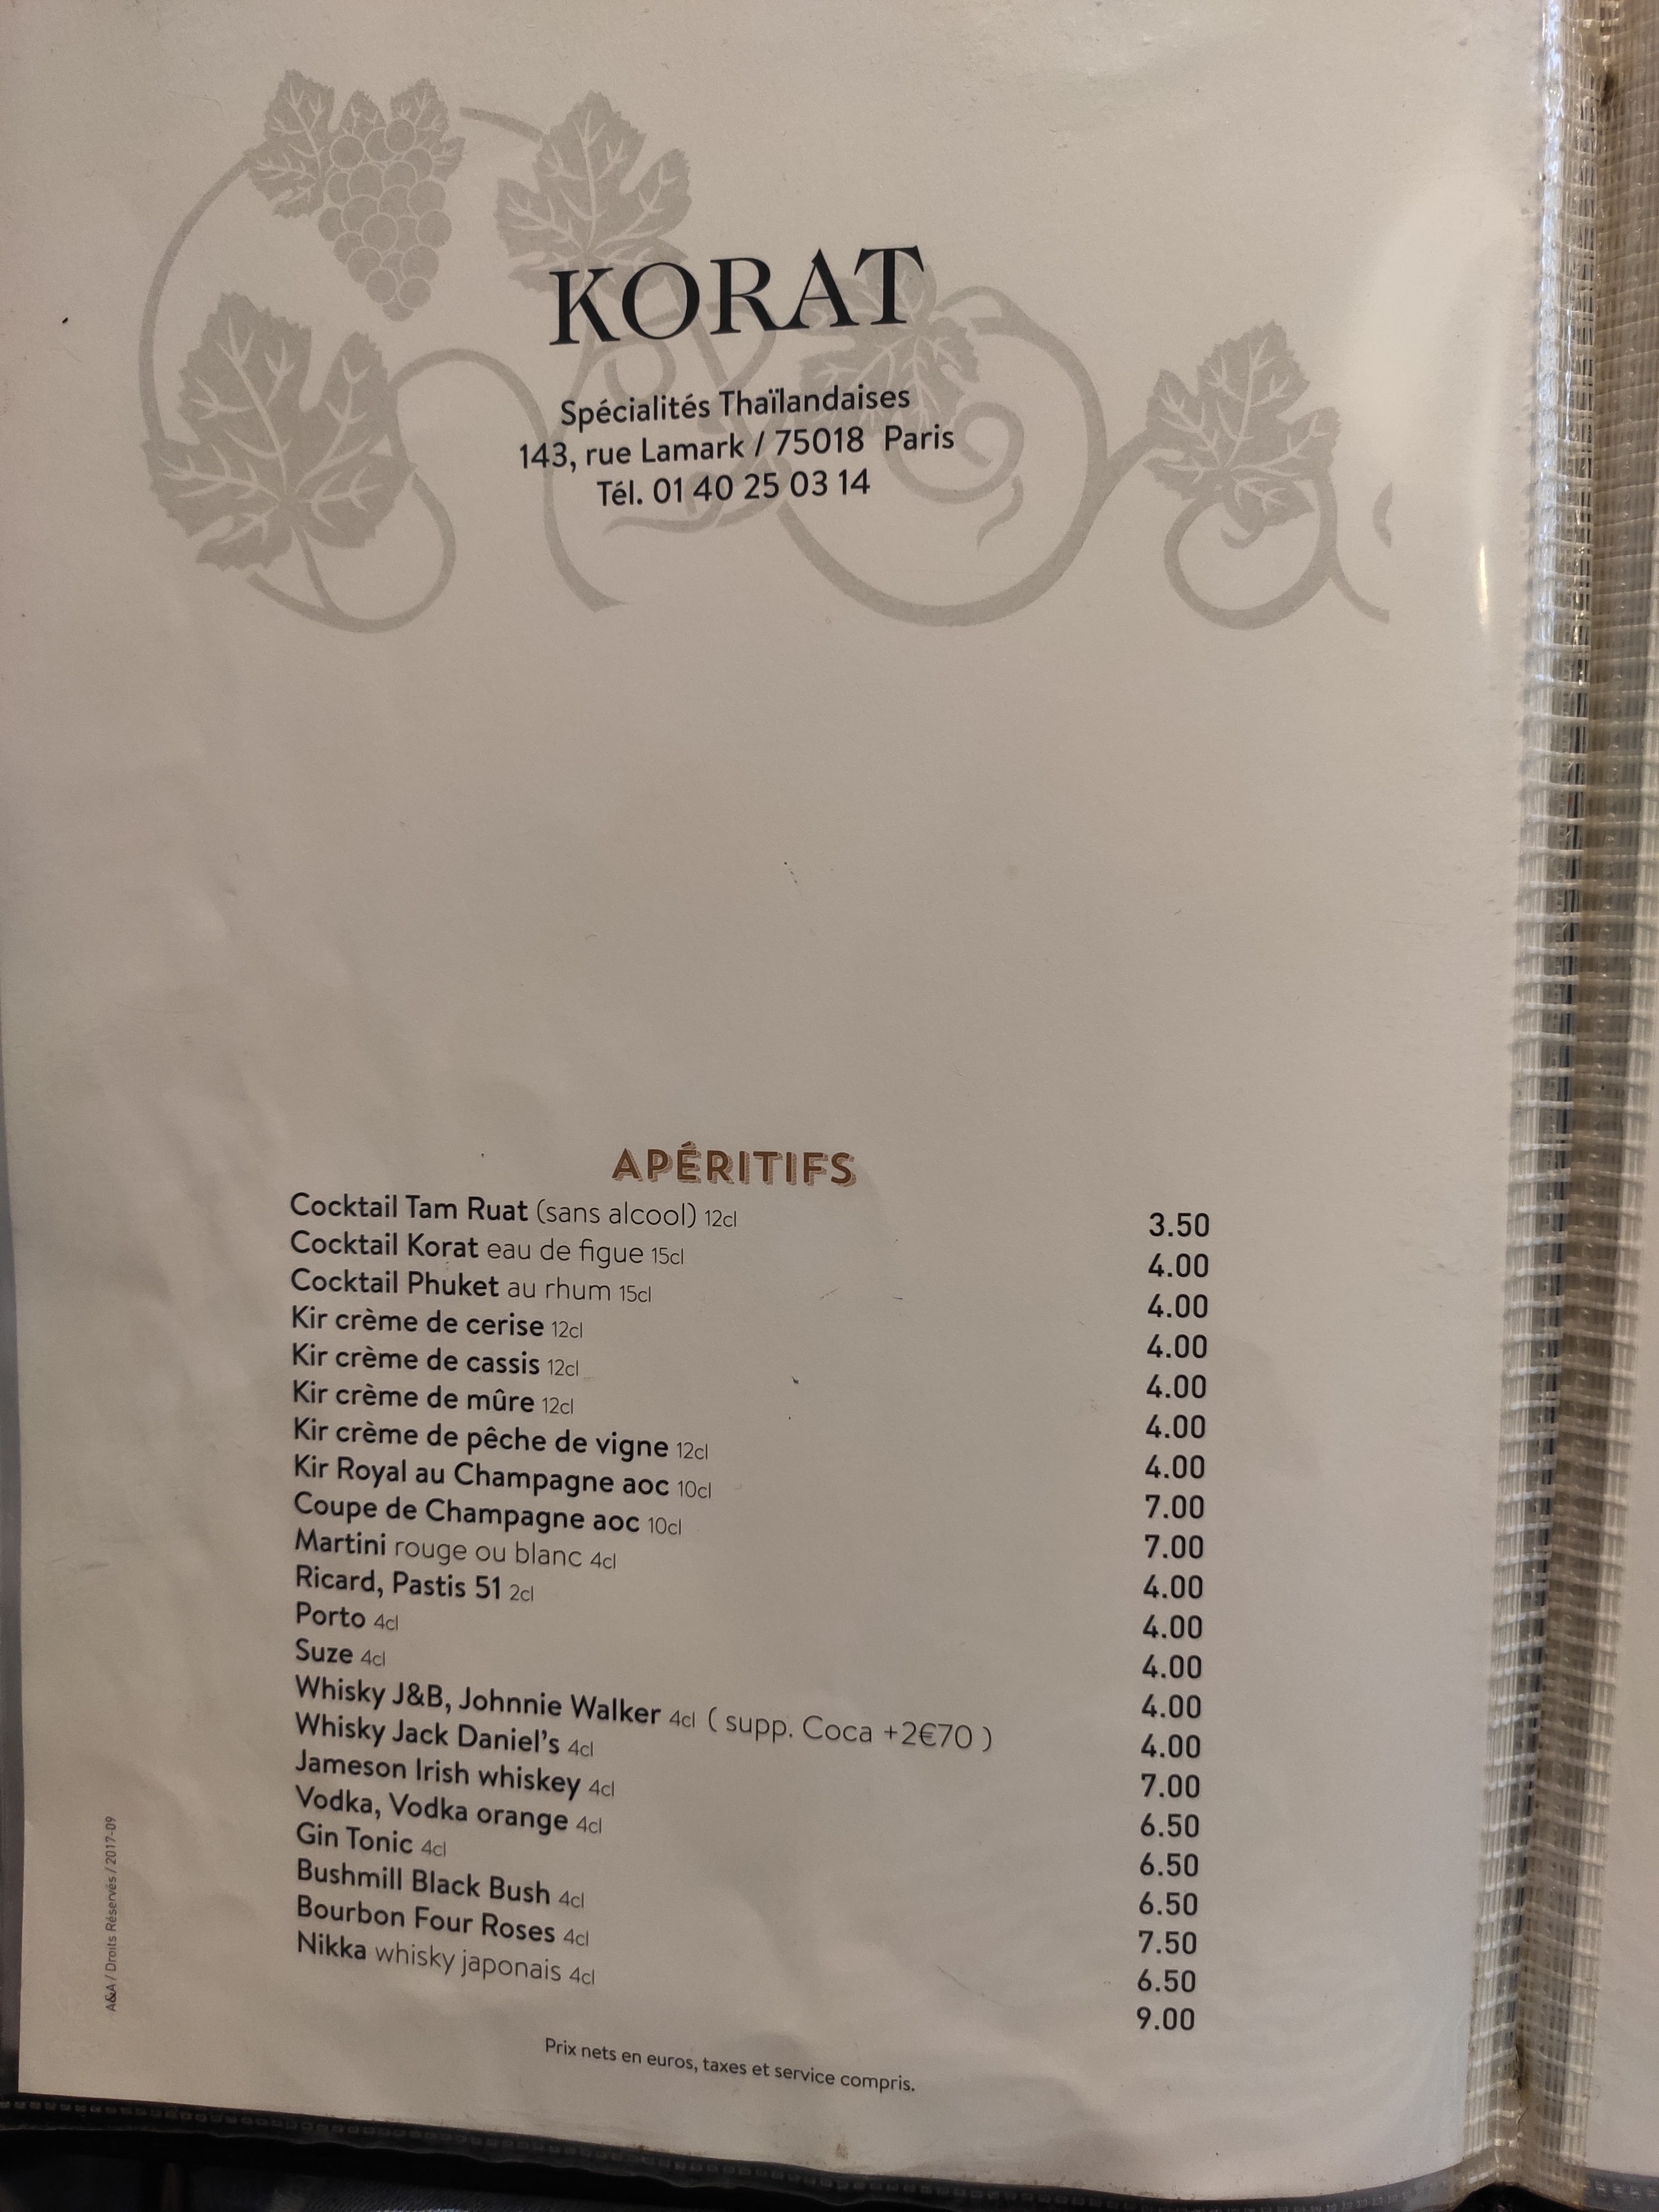 KORAT
Spécialités Thaïlandaises
143, rue Lamark / 75018 Paris
Tél. 01 40 25 03 14
APÉRITIFS
Cocktail Tam Ruat (sans alcool) 12cl 3.50
Cocktail Korat eau de figue 15cl 4.00
Cocktail Phuket au rhum 15cl 4.00
Kir crème de cerise 12cl 4.00
Kir crème de cassis 12cl 4.00
Kir crème de mûre 12cl 4.00
Kir crème de pêche de vigne 12cl 4.00
Kir Royal au Champagne aoc 10cl 7.00
Coupe de Champagne aoc 10cl 7.00
Martini rouge ou blanc 4cl 4.00
Ricard, Pastis 51 2cl 4.00
Porto 4cl 4.00
Suze 4cl 4.00
Whisky J&B, Johnnie Walker 4cl ( supp. Coca +2€70 ) 4.00
Whisky Jack Daniel's 4cl 7.00
Jameson Irish whiskey 4cl 6.50
Vodka, Vodka orange 4cl 6.50
Gin Tonic 4cl 6.50
Bushmill Black Bush 4cl 7.50
Bourbon Four Roses 4cl 6.50
Nikka whisky japonais 4cl 9.00
Prix nets en euros, taxes et service compris.
A&A / Droits Réservés / 2017-09